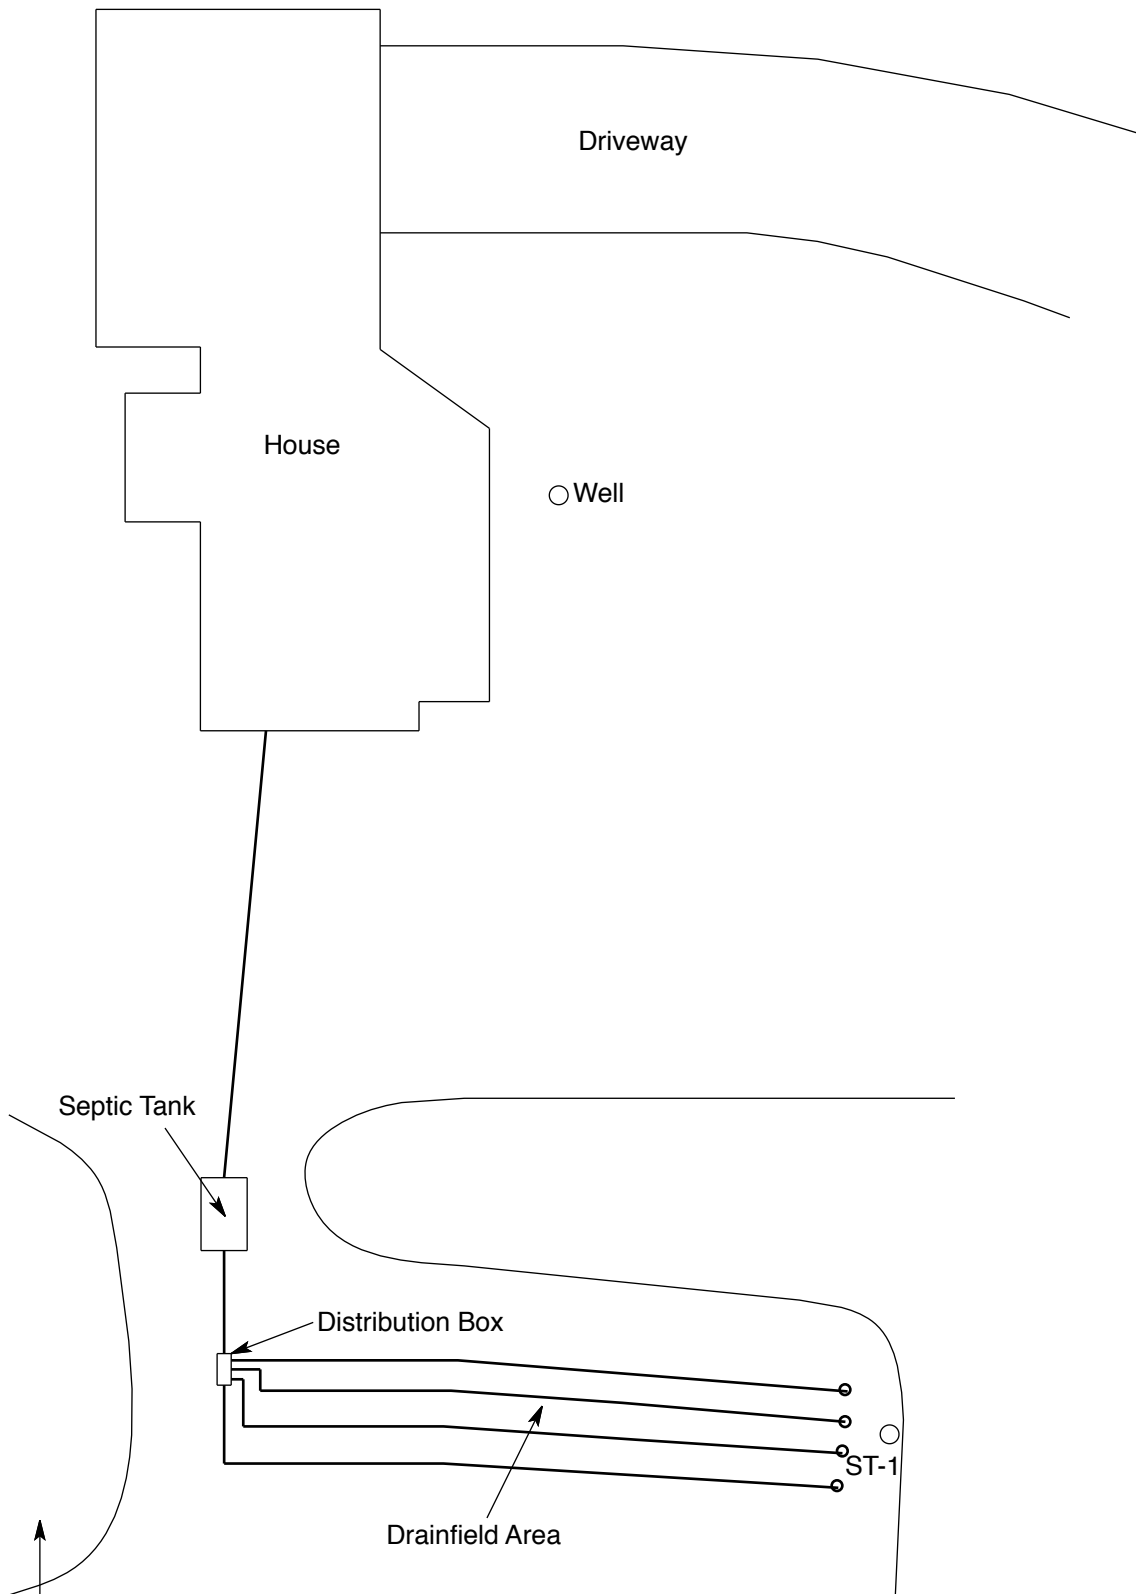 Driveway
House
Well
Septic Tank
Distribution Box
ST-1
Drainfield Area